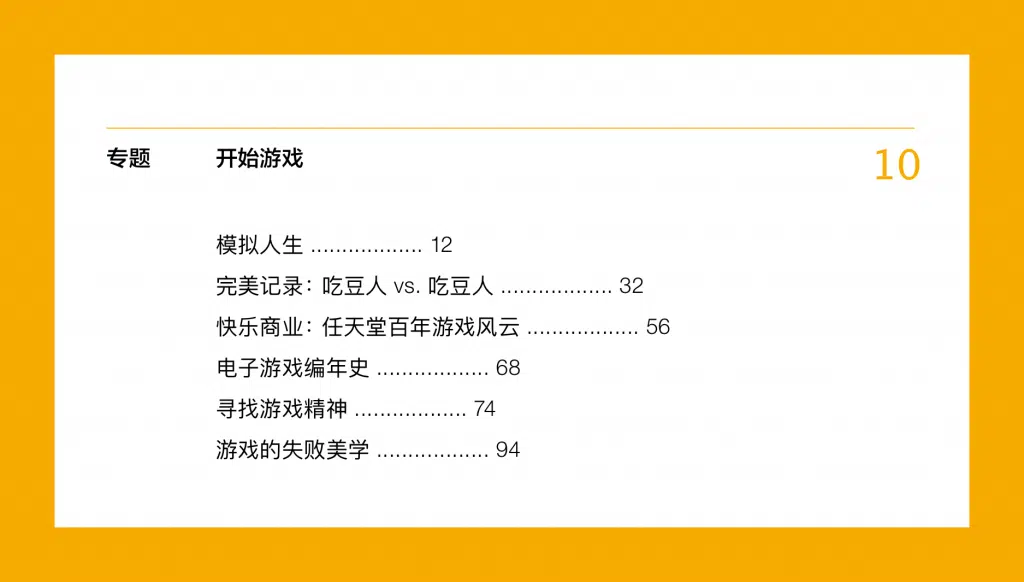 专题 开始游戏 10
模拟人生 .................. 12
完美记录：吃豆人 vs. 吃豆人 .................. 32
快乐商业：任天堂百年游戏风云 .................. 56
电子游戏编年史 .................. 68
寻找游戏精神 .................. 74
游戏的失败美学 .................. 94